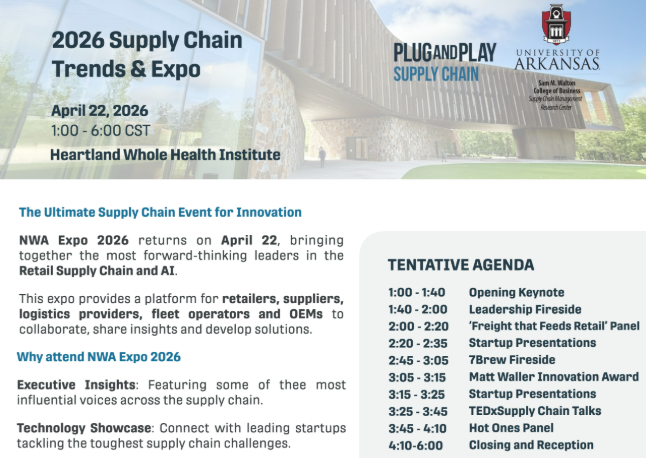 2026 Supply Chain
Trends & Expo
April 22, 2026
1:00 - 6:00 CST
Heartland Whole Health Institute
PLUGANDPLAY
SUPPLY CHAIN
UNIVERSITY OF
ARKANSAS
Sam M. Walton
College of Business
Supply Chain Management
Research Center
The Ultimate Supply Chain Event for Innovation
NWA Expo 2026 returns on April 22, bringing
together the most forward-thinking leaders in the
Retail Supply Chain and AI.
This expo provides a platform for retailers, suppliers,
logistics providers, fleet operators and OEMs to
collaborate, share insights and develop solutions.
Why attend NWA Expo 2026
Executive Insights: Featuring some of thee most
influential voices across the supply chain.
Technology Showcase: Connect with leading startups
tackling the toughest supply chain challenges.
TENTATIVE AGENDA
1:00 - 1:40 Opening Keynote
1:40 - 2:00 Leadership Fireside
2:00 - 2:20 ‘Freight that Feeds Retail’ Panel
2:20 - 2:35 Startup Presentations
2:45 - 3:05 7Brew Fireside
3:05 - 3:15 Matt Waller Innovation Award
3:15 - 3:25 Startup Presentations
3:25 - 3:45 TEDxSupply Chain Talks
3:45 - 4:10 Hot Ones Panel
4:10-6:00 Closing and Reception